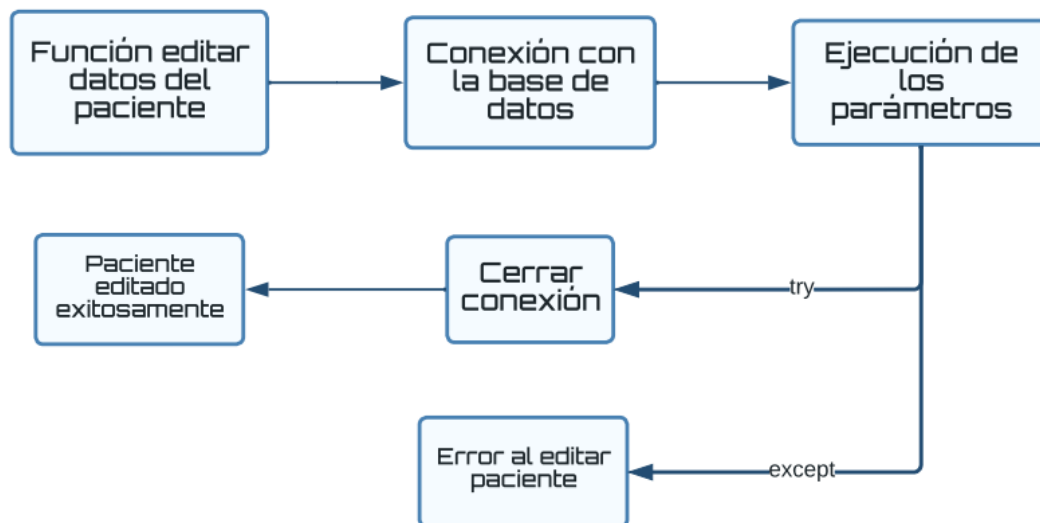 Función editar
datos del
paciente
Conexión con
la base de
datos
Ejecución de
los
parámetros
Paciente
editado
exitosamente
Cerrar
conexión
try
Error al editar
paciente
except